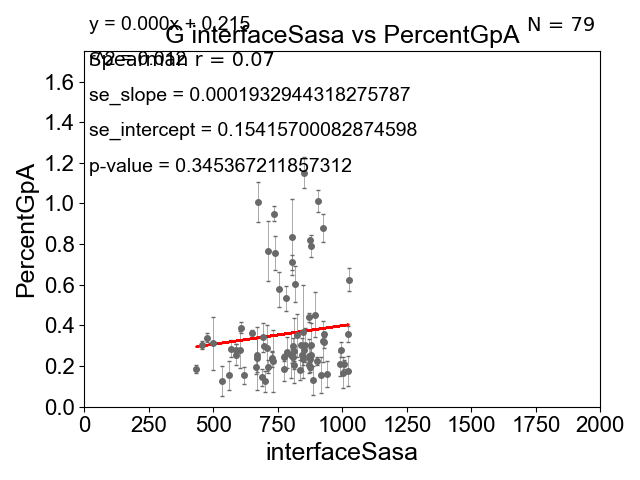 y = 0.000x + 0.215
G interfaceSasa vs PercentGpA
N = 79
Spearman r = 0.07
se_slope = 0.0001932944318275787
se_intercept = 0.15415700082874598
p-value = 0.345367211857312
PercentGpA
1.6
1.4
1.2
1.0
0.8
0.6
0.4
0.2
0.0
0 250 500 750 1000 1250 1500 1750 2000
interfaceSasa